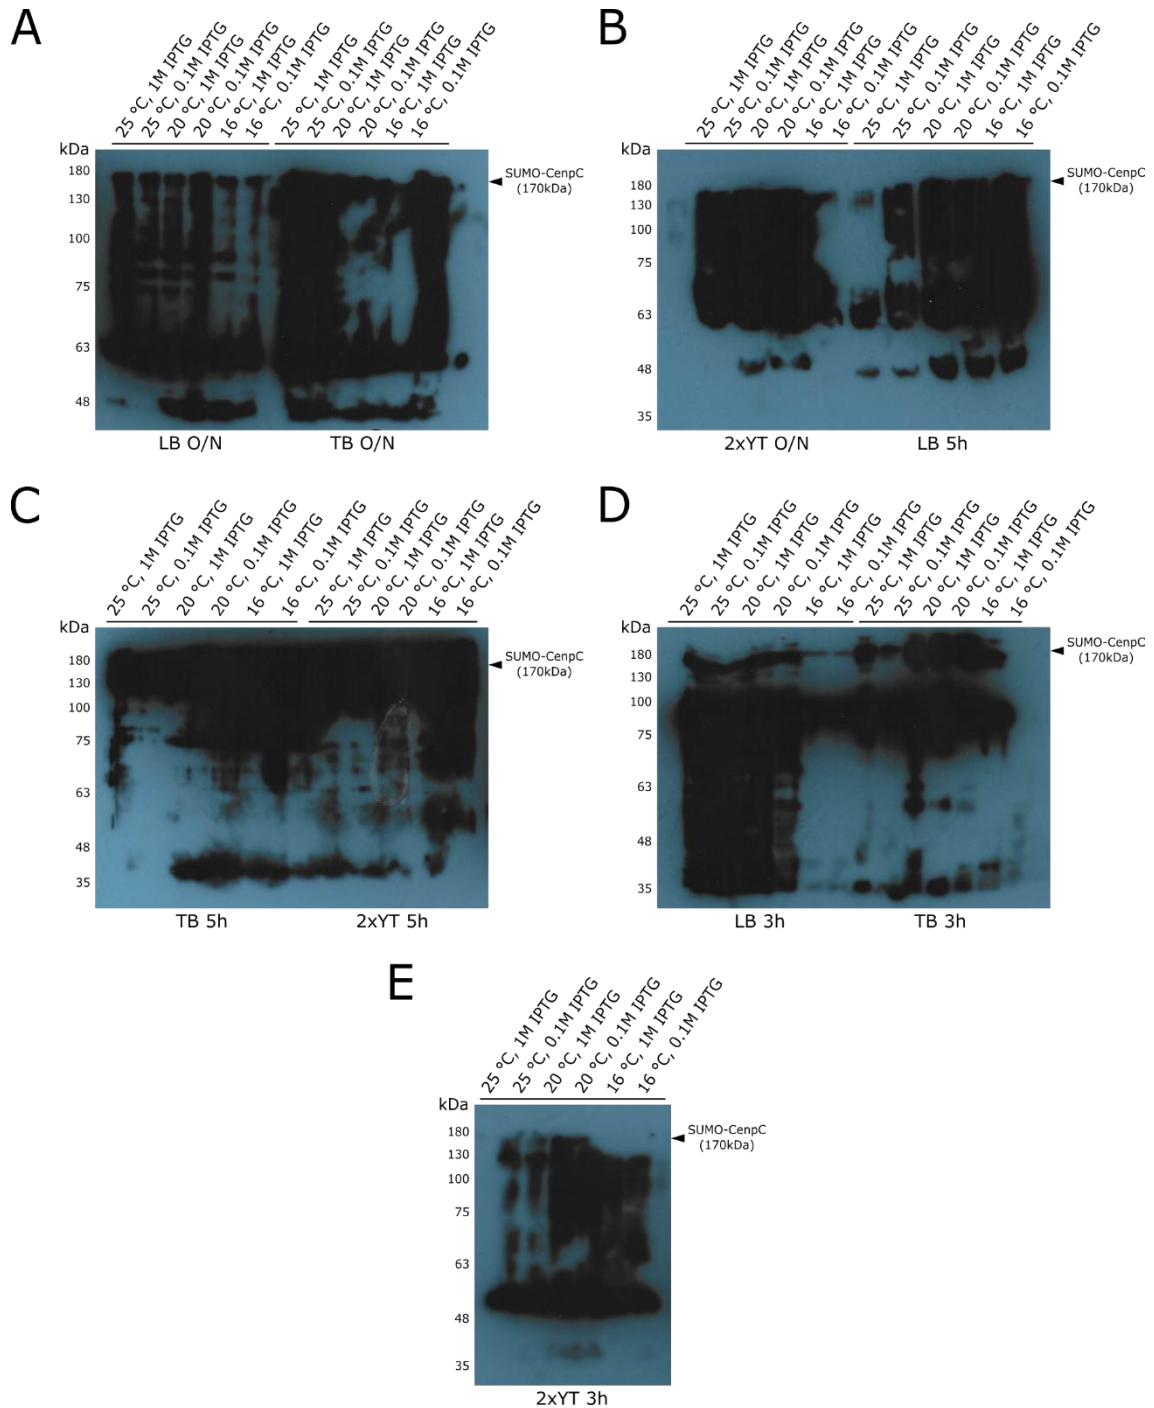 A
25 °C, 1M IPTG
25 °C, 0.1M IPTG
20 °C, 1M IPTG
20 °C, 0.1M IPTG
16 °C, 1M IPTG
16 °C, 0.1M IPTG
25 °C, 1M IPTG
25 °C, 0.1M IPTG
20 °C, 1M IPTG
20 °C, 0.1M IPTG
16 °C, 1M IPTG
16 °C, 0.1M IPTG
kDa
180
130
100
75
63
48
SUMO-CenpC
(170kDa)
LB O/N
TB O/N
B
25 °C, 1M IPTG
25 °C, 0.1M IPTG
20 °C, 1M IPTG
20 °C, 0.1M IPTG
16 °C, 1M IPTG
16 °C, 0.1M IPTG
25 °C, 1M IPTG
25 °C, 0.1M IPTG
20 °C, 1M IPTG
20 °C, 0.1M IPTG
16 °C, 1M IPTG
16 °C, 0.1M IPTG
kDa
180
130
100
75
63
48
35
SUMO-CenpC
(170kDa)
2xYT O/N
LB 5h
C
25 °C, 1M IPTG
25 °C, 0.1M IPTG
20 °C, 1M IPTG
20 °C, 0.1M IPTG
16 °C, 1M IPTG
16 °C, 0.1M IPTG
25 °C, 1M IPTG
25 °C, 0.1M IPTG
20 °C, 1M IPTG
20 °C, 0.1M IPTG
16 °C, 1M IPTG
16 °C, 0.1M IPTG
kDa
180
130
100
75
63
48
35
SUMO-CenpC
(170kDa)
TB 5h
2xYT 5h
D
25 °C, 1M IPTG
25 °C, 0.1M IPTG
20 °C, 1M IPTG
20 °C, 0.1M IPTG
16 °C, 1M IPTG
16 °C, 0.1M IPTG
25 °C, 1M IPTG
25 °C, 0.1M IPTG
20 °C, 1M IPTG
20 °C, 0.1M IPTG
16 °C, 1M IPTG
16 °C, 0.1M IPTG
kDa
180
130
100
75
63
48
35
SUMO-CenpC
(170kDa)
LB 3h
TB 3h
E
25 °C, 1M IPTG
25 °C, 0.1M IPTG
20 °C, 1M IPTG
20 °C, 0.1M IPTG
16 °C, 1M IPTG
16 °C, 0.1M IPTG
kDa
180
130
100
75
63
48
35
SUMO-CenpC
(170kDa)
2xYT 3h